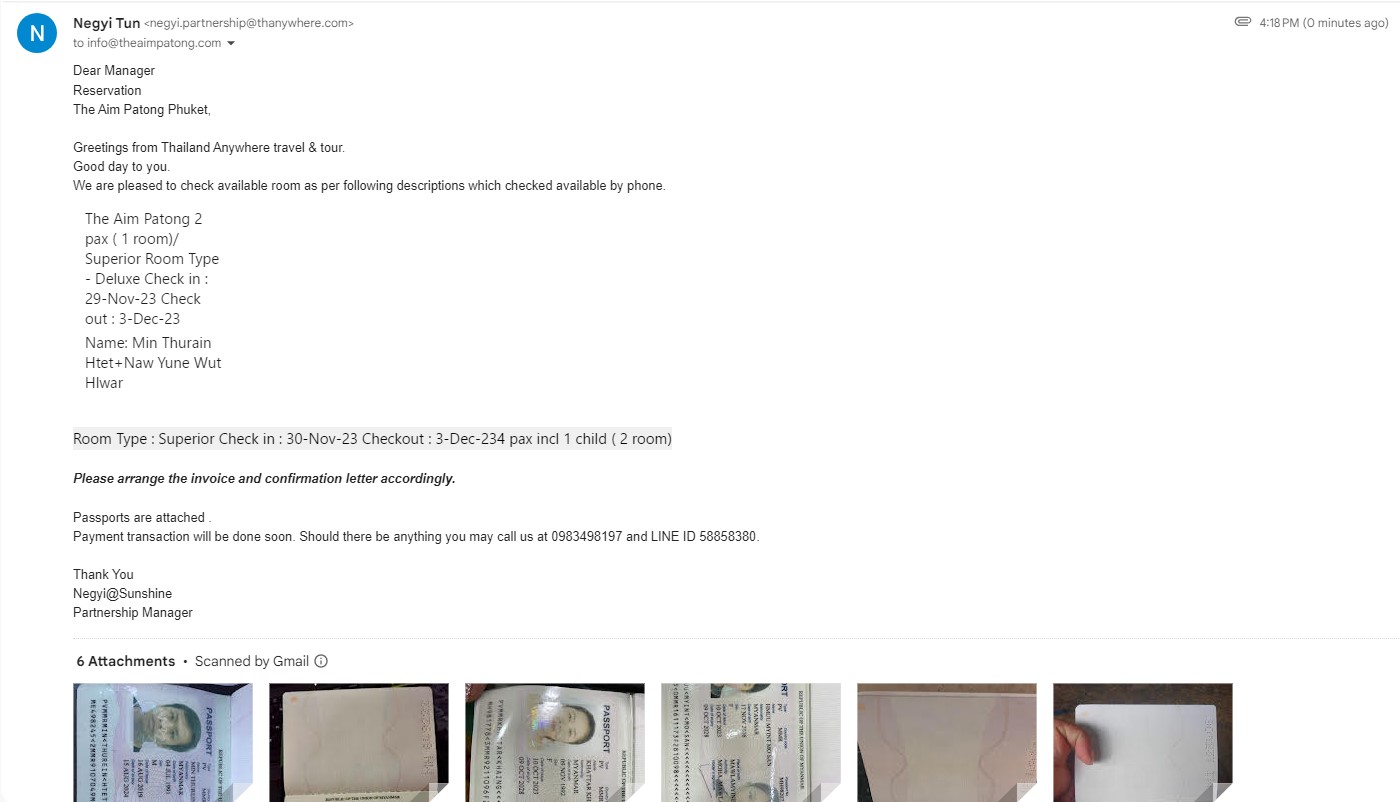 N
Negyi Tun <negyi.partnership@thanywhere.com>
4:18 PM (0 minutes ago)
to info@theaimpatong.com
Dear Manager
Reservation
The Aim Patong Phuket,
Greetings from Thailand Anywhere travel & tour.
Good day to you.
We are pleased to check available room as per following descriptions which checked available by phone.
The Aim Patong 2
pax ( 1 room)/
Superior Room Type
- Deluxe Check in :
29-Nov-23 Check
out : 3-Dec-23
Name: Min Thurain
Htet+Naw Yune Wut
Hlwar
Room Type : Superior Check in : 30-Nov-23 Checkout : 3-Dec-234 pax incl 1 child ( 2 room)
Please arrange the invoice and confirmation letter accordingly.
Passports are attached .
Payment transaction will be done soon. Should there be anything you may call us at 0983498197 and LINE ID 58858380.
Thank You
Negyi@Sunshine
Partnership Manager
6 Attachments • Scanned by Gmail
PASSPORT
PASSPORT